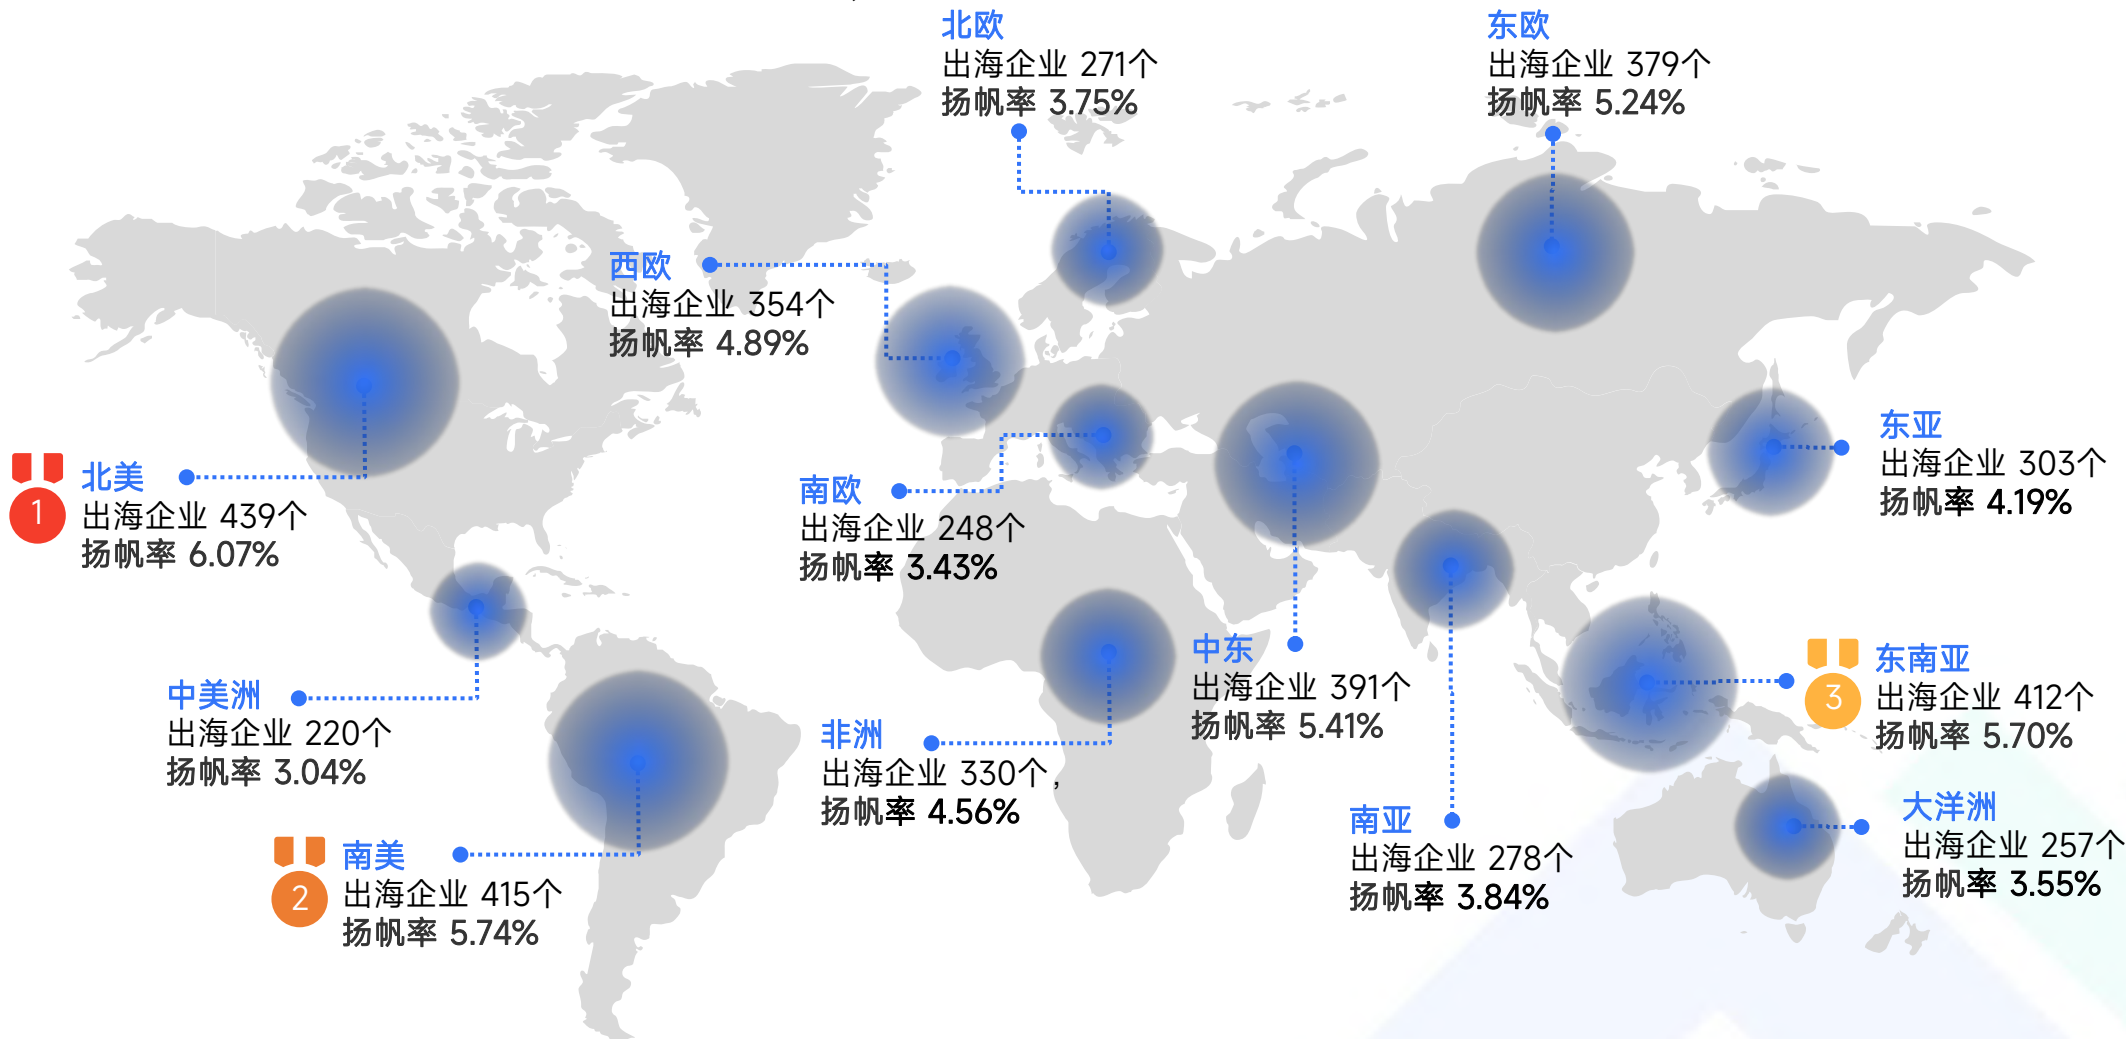 北欧
出海企业 271个
扬帆率 3.75%
东欧
出海企业 379个
扬帆率 5.24%
西欧
出海企业 354个
扬帆率 4.89%
1
北美
出海企业 439个
扬帆率 6.07%
南欧
出海企业 248个
扬帆率 3.43%
东亚
出海企业 303个
扬帆率 4.19%
中美洲
出海企业 220个
扬帆率 3.04%
中东
出海企业 391个
扬帆率 5.41%
3
东南亚
出海企业 412个
扬帆率 5.70%
非洲
出海企业 330个,
扬帆率 4.56%
2
南美
出海企业 415个
扬帆率 5.74%
南亚
出海企业 278个
扬帆率 3.84%
大洋洲
出海企业 257个
扬帆率 3.55%